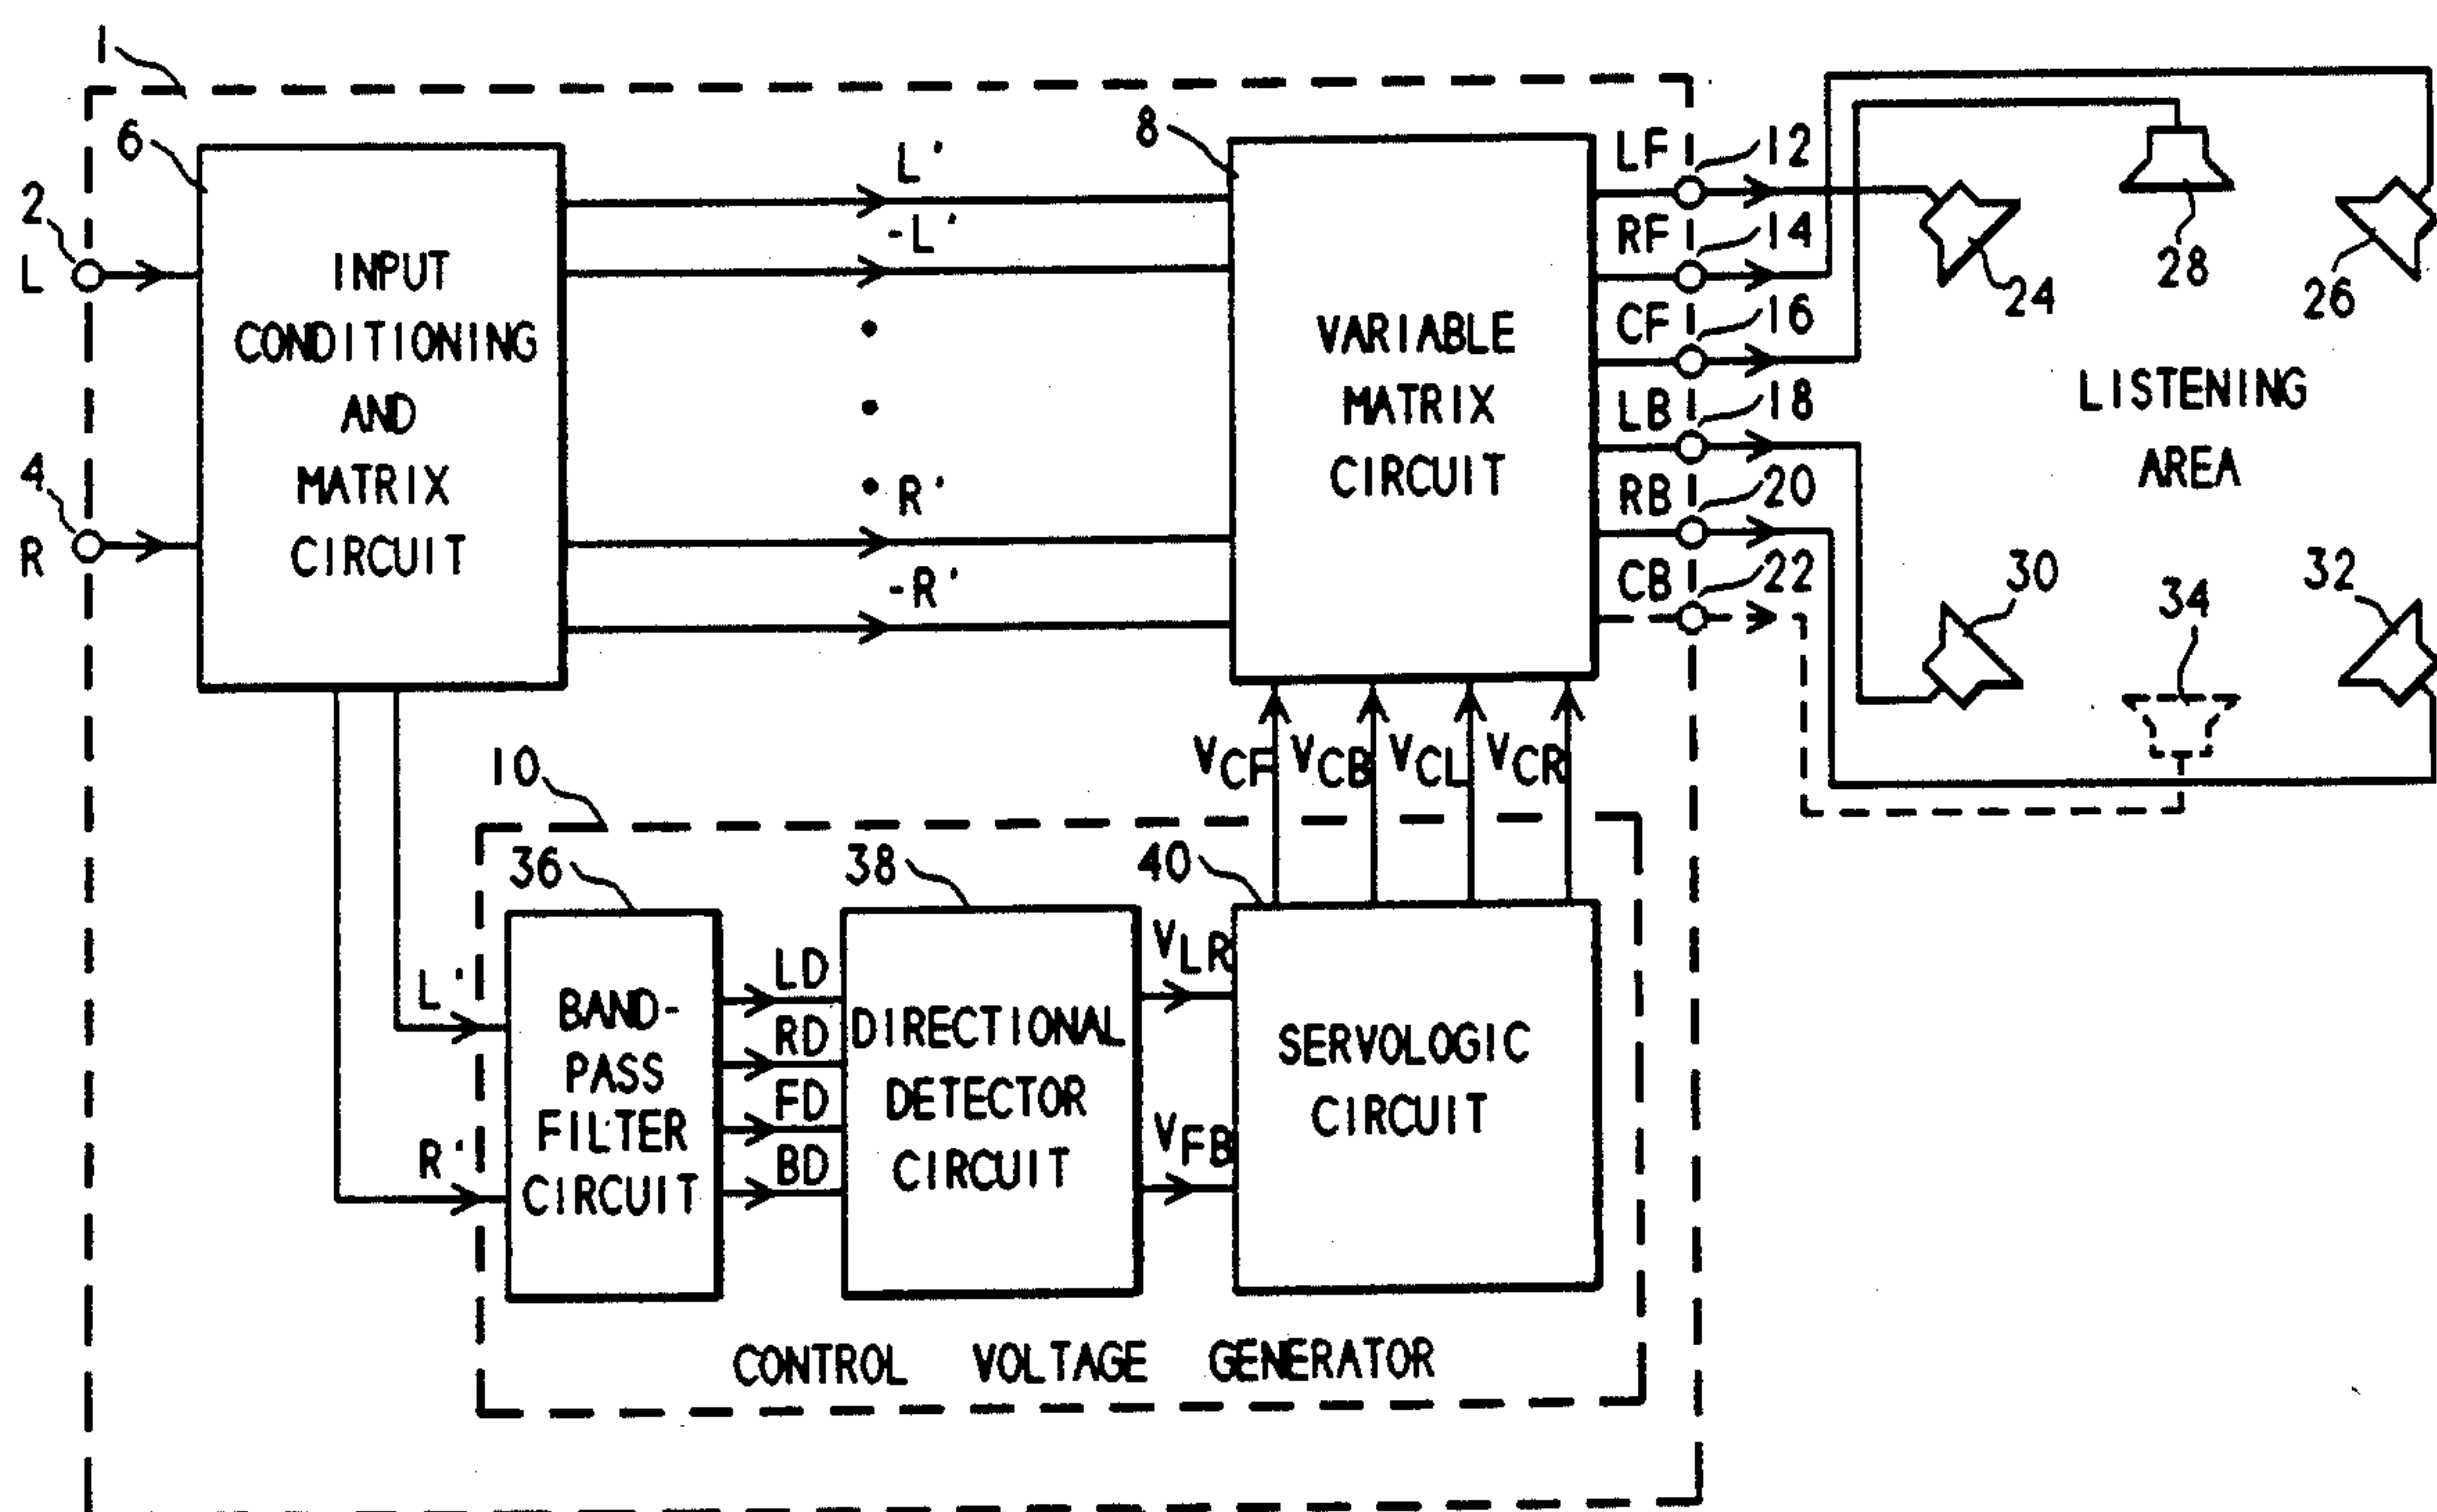 1
6
8
2
L
4
R
INPUT
CONDITIONING
AND
MATRIX
CIRCUIT
L'
-L'
R'
-R'
VARIABLE
MATRIX
CIRCUIT
LF 12
RF 14
CF 16
LB 18
RB 20
CB 22
24
28
26
LISTENING
AREA
30
34
32
VCF VCB VCL VCR
10
36
38
40
L'
R'
BAND-
PASS
FILTER
CIRCUIT
LD
RD
FD
BD
DIRECTIONAL
DETECTOR
CIRCUIT
VLR
VFB
SERVOLOGIC
CIRCUIT
CONTROL VOLTAGE GENERATOR